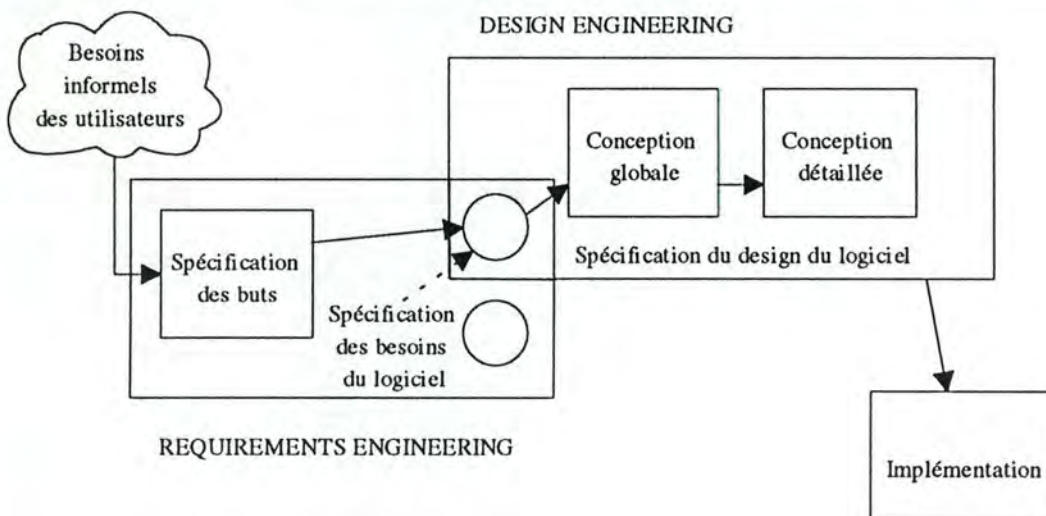 DESIGN ENGINEERING
Besoins
informels
des utilisateurs
Conception
globale
Conception
détaillée
Spécification du design du logiciel
Spécification
des buts
Spécification
des besoins
du logiciel
REQUIREMENTS ENGINEERING
Implémentation